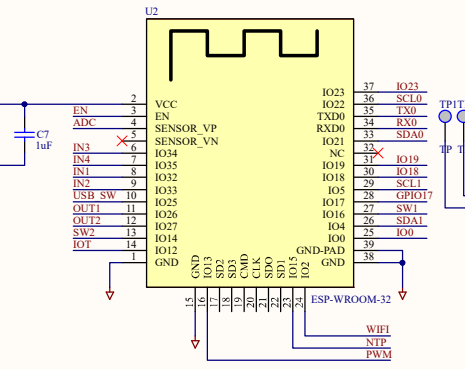 U2
IO23 37 IO23
2 VCC IO22 36 SCL0 TP1T
EN 3 EN TXD0 35 TX0
ADC 4 SENSOR_VP RXD0 34 RX0
C7 5 SENSOR_VN IO21 33 SDA0
1uF IN3 6 IO34 NC 32 TP TP
IN4 7 IO35 IO19 31 IO19
IN1 8 IO32 IO18 30 IO18
IN2 9 IO33 IO5 29 SCL1
USB_SW 10 IO25 IO17 28 GPIO17
OUT1 11 IO26 IO16 27 SW1
OUT2 12 IO27 IO4 26 SDA1
SW2 13 IO14 IO0 25 IO0
IOT 14 IO12 GND-PAD 39
1 GND GND 38
GND IO13 SD2 SD3 CMD CLK SDO SD1 IO15 IO2
15 16 17 18 19 20 21 22 23 24
ESP-WROOM-32
WIFI
NTP
PWM